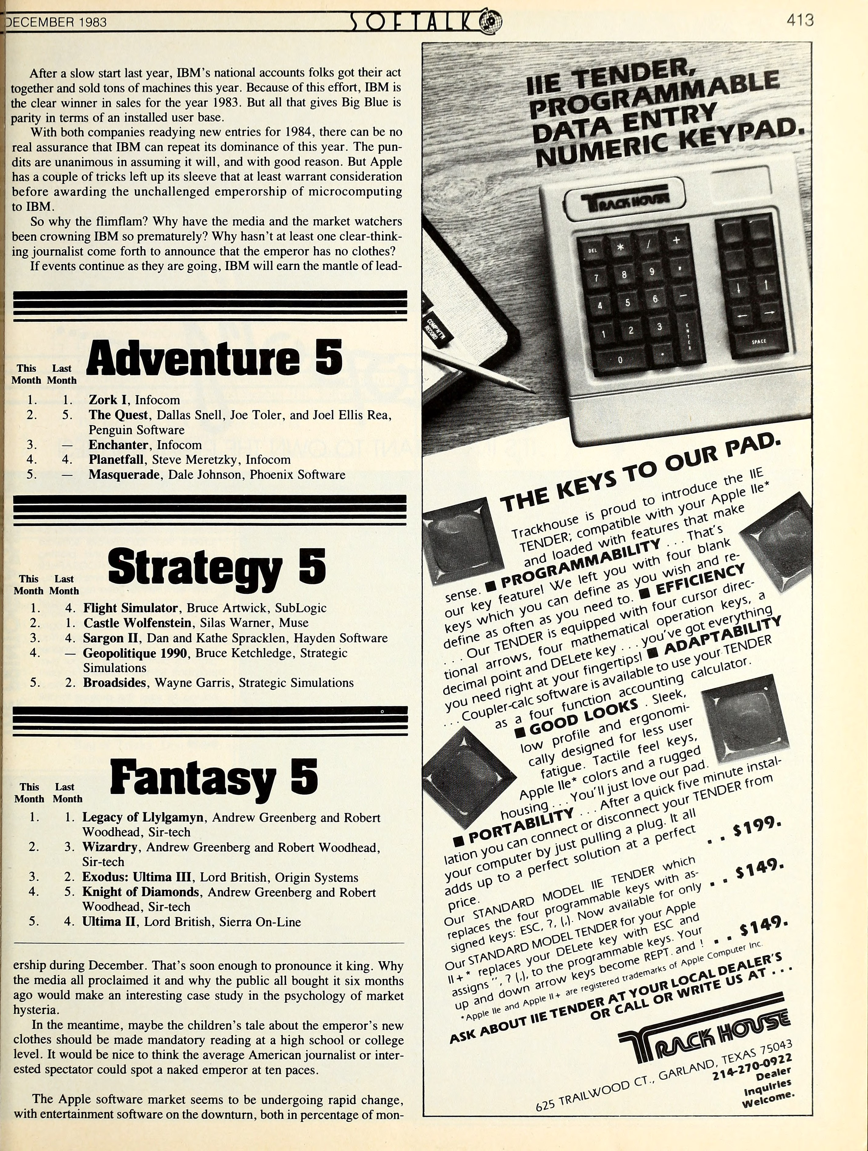 DECEMBER 1983
SOFTALK
413
After a slow start last year, IBM's national accounts folks got their act
together and sold tons of machines this year. Because of this effort, IBM is
the clear winner in sales for the year 1983. But all that gives Big Blue is
parity in terms of an installed user base.
With both companies readying new entries for 1984, there can be no
real assurance that IBM can repeat its dominance of this year. The pun-
dits are unanimous in assuming it will, and with good reason. But Apple
has a couple of tricks left up its sleeve that at least warrant consideration
before awarding the unchallenged emperorship of microcomputing
to IBM.
So why the flimflam? Why have the media and the market watchers
been crowning IBM so prematurely? Why hasn't at least one clear-think-
ing journalist come forth to announce that the emperor has no clothes?
If events continue as they are going, IBM will earn the mantle of lead-
Adventure 5
This Last
Month Month
1. 1. Zork I, Infocom
2. 5. The Quest, Dallas Snell, Joe Toler, and Joel Ellis Rea,
Penguin Software
3. — Enchanter, Infocom
4. 4. Planetfall, Steve Meretzky, Infocom
5. — Masquerade, Dale Johnson, Phoenix Software
Strategy 5
This Last
Month Month
1. 4. Flight Simulator, Bruce Artwick, SubLogic
2. 1. Castle Wolfenstein, Silas Warner, Muse
3. 4. Sargon II, Dan and Kathe Spracklen, Hayden Software
4. — Geopolitique 1990, Bruce Ketchledge, Strategic
Simulations
5. 2. Broadsides, Wayne Garris, Strategic Simulations
Fantasy 5
This Last
Month Month
1. 1. Legacy of Llylgamyn, Andrew Greenberg and Robert
Woodhead, Sir-tech
2. 3. Wizardry, Andrew Greenberg and Robert Woodhead,
Sir-tech
3. 2. Exodus: Ultima III, Lord British, Origin Systems
4. 5. Knight of Diamonds, Andrew Greenberg and Robert
Woodhead, Sir-tech
5. 4. Ultima II, Lord British, Sierra On-Line
ership during December. That's soon enough to pronounce it king. Why
the media all proclaimed it and why the public all bought it six months
ago would make an interesting case study in the psychology of market
hysteria.
In the meantime, maybe the children's tale about the emperor's new
clothes should be made mandatory reading at a high school or college
level. It would be nice to think the average American journalist or inter-
ested spectator could spot a naked emperor at ten paces.
The Apple software market seems to be undergoing rapid change,
with entertainment software on the downturn, both in percentage of mon-
IIE TENDER,
PROGRAMMABLE
DATA ENTRY
NUMERIC KEYPAD.
TRACK HOUSE
DEL * / +
7 8 9 ,
4 5 6 −
1 2 3 ENTER
0 .
↓ ↑
← →
SPACE
THE KEYS TO OUR PAD.
Trackhouse is proud to introduce the IIE
TENDER; compatible with your Apple IIe*
and loaded with features that make
sense. ■ PROGRAMMABILITY . . . That's
our key feature! We left you with four blank
keys which you can define as you wish and re-
define as often as you need to. ■ EFFICIENCY
. . . Our TENDER is equipped with four cursor direc-
tional arrows, four mathematical operation keys, a
decimal point and DELete key . . . you've got everything
you need right at your fingertips! ■ ADAPTABILITY
. . . Coupler-calc software is available to use your TENDER
as a four function accounting calculator.
■ GOOD LOOKS . . Sleek,
low profile and ergonomi-
cally designed for less user
fatigue. Tactile feel keys,
Apple IIe* colors and a rugged
housing . . . You'll just love our pad.
■ PORTABILITY . . . After a quick five minute instal-
lation you can connect or disconnect your TENDER from
your computer by just pulling a plug. It all
adds up to a perfect solution at a perfect
price. . . $199.
Our STANDARD MODEL IIE TENDER which
replaces the four programmable keys with as-
signed keys: ESC, ?, (,). Now available for only . . $149.
Our STANDARD MODEL TENDER for your Apple
II+* replaces your DELete key with ESC and
assigns ", ? (,), to the programmable keys. Your
up and down arrow keys become REPT. and ! . . $149.
*Apple IIe and Apple II+ are registered trademarks of Apple Computer Inc.
ASK ABOUT IIE TENDER AT YOUR LOCAL DEALER'S
OR CALL OR WRITE US AT . . .
TRACK HOUSE
625 TRAILWOOD CT., GARLAND, TEXAS 75043
214-270-0922
Dealer
Inquiries
Welcome.